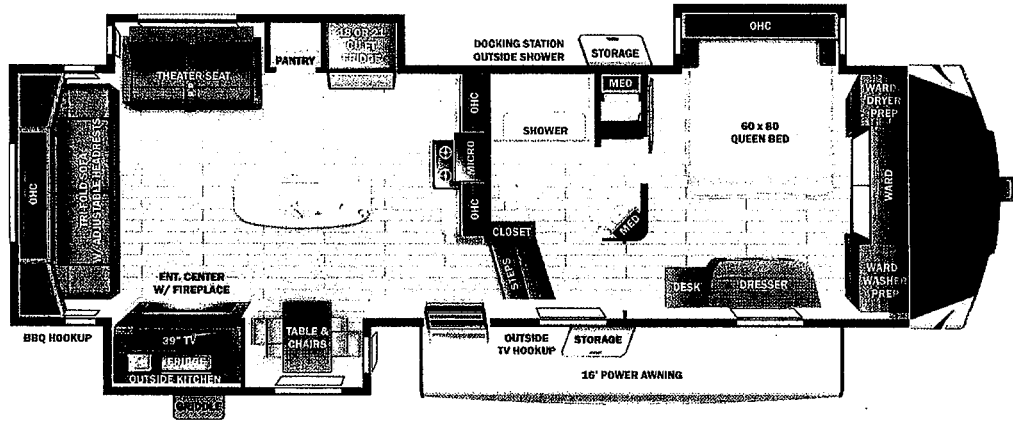 OHC
TRI-FOLD SOFA
W/ADJUSTABLE HEADRESTS
THEATER SEAT
PANTRY
18 OR 21
CU. FT.
FRIDGE
DOCKING STATION
OUTSIDE SHOWER
STORAGE
OHC
OHC
MICRO
OHC
SHOWER
MED
60 x 80
QUEEN BED
WARD
DRYER
PREP
WARD
WARD
WASHER
PREP
MED
CLOSET
STEPS
DESK
DRESSER
ENT. CENTER
W/ FIREPLACE
39" TV
FRIDGE
OUTSIDE KITCHEN
GRIDDLE
TABLE &
CHAIRS
BBQ HOOKUP
OUTSIDE
TV HOOKUP
STORAGE
16' POWER AWNING